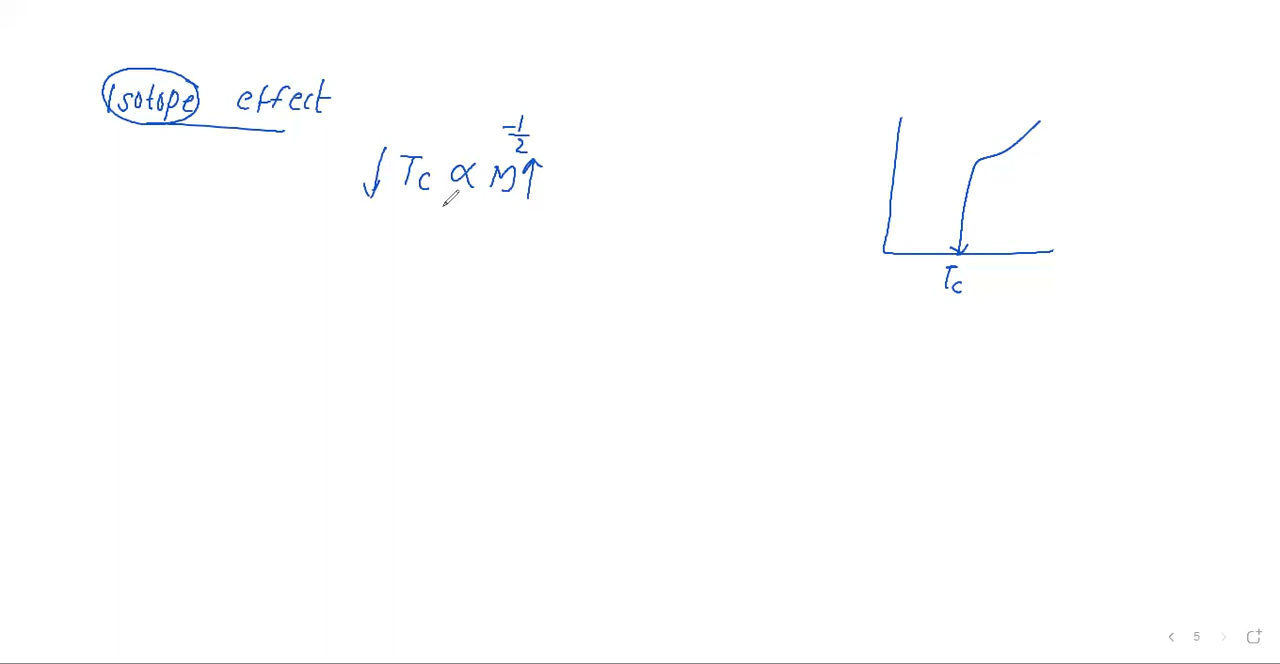 Isotope effect
↓ Tc ∝ M↑ -1/2
Tc
5